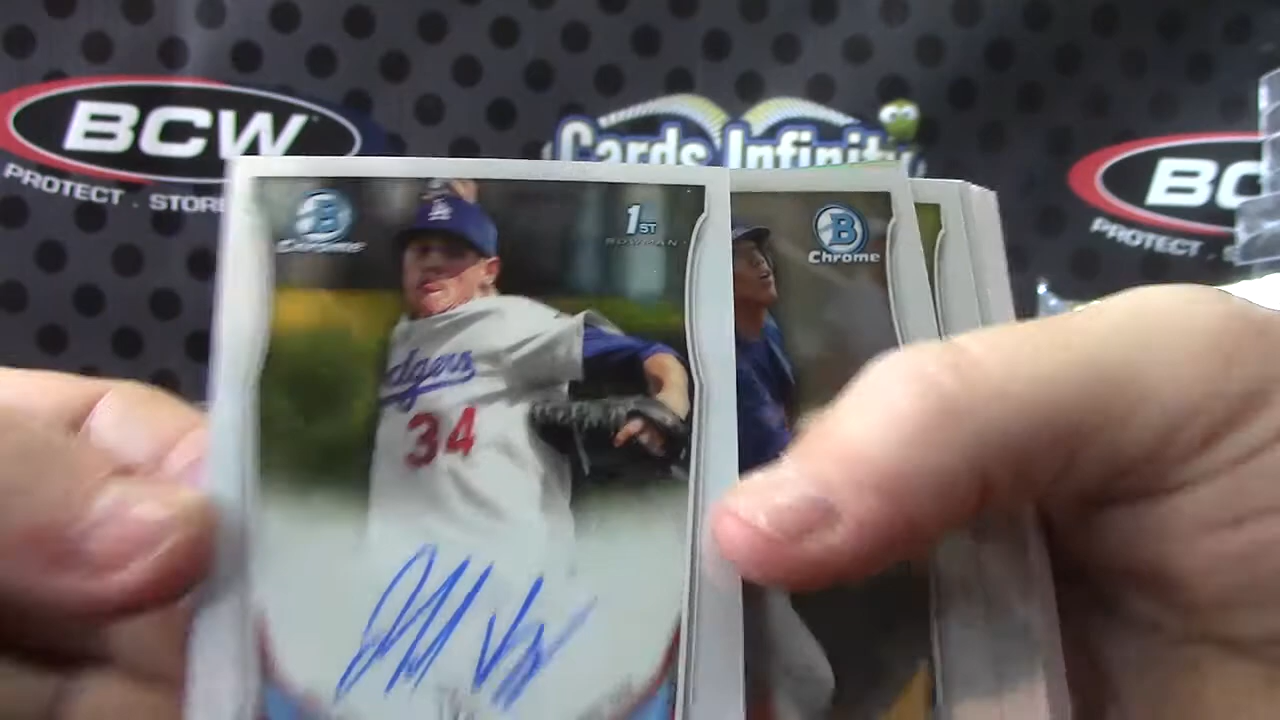 BCW
PROTECT . STORE
Cards Infinity
BC
PROTECT . S
B
Chrome
1ST
BOWMAN
B
Chrome
Dodgers
34